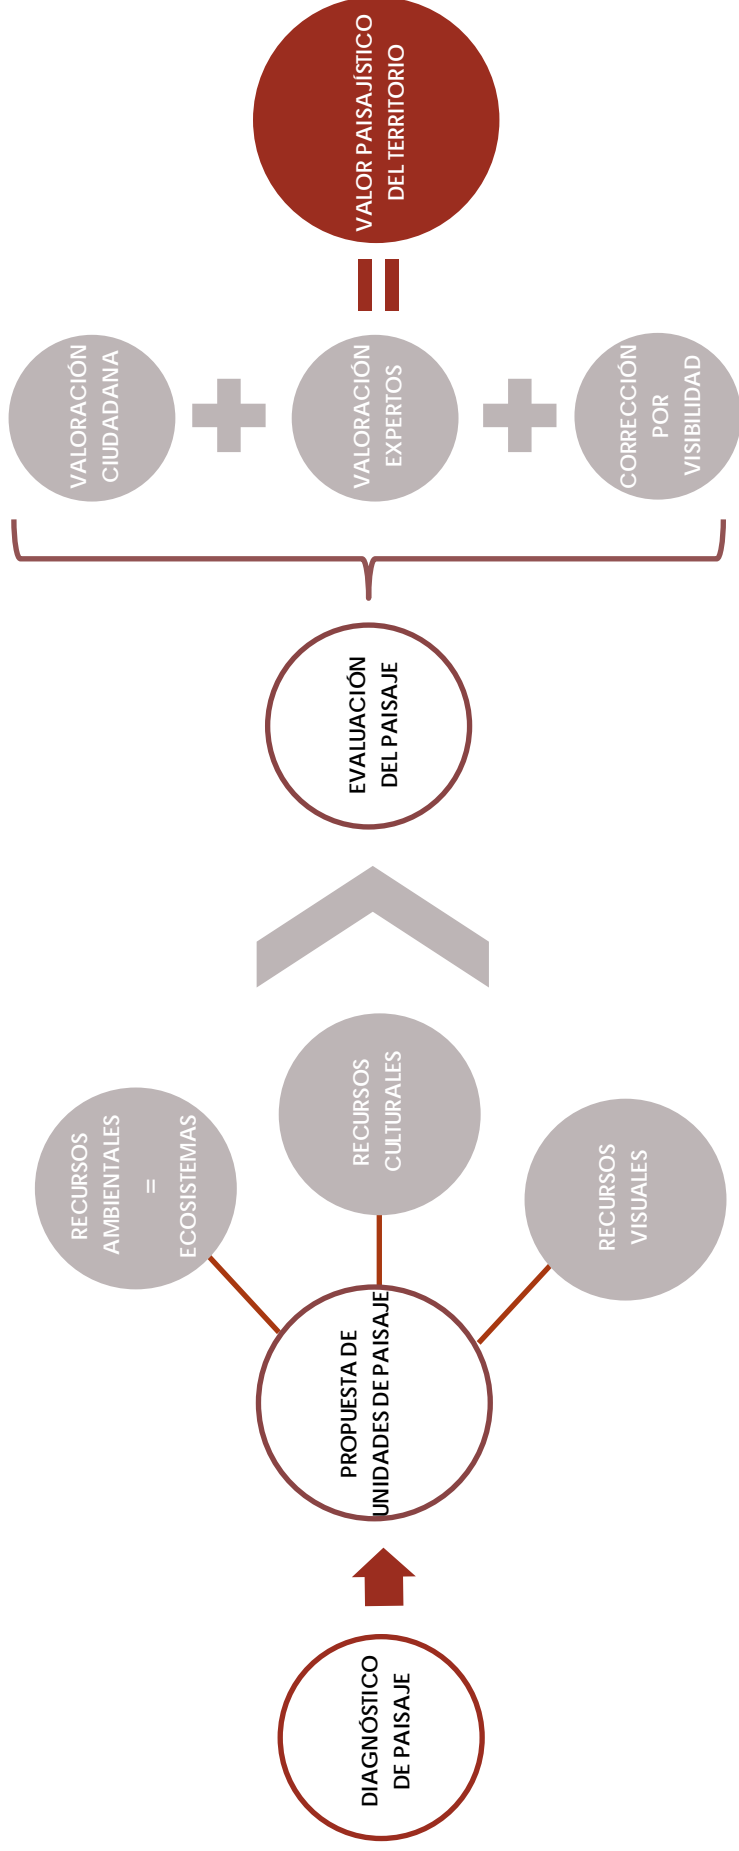 DIAGNÓSTICO
DE PAISAJE
PROPUESTA DE
UNIDADES DE PAISAJE
RECURSOS
AMBIENTALES
=
ECOSISTEMAS
RECURSOS
CULTURALES
RECURSOS
VISUALES
EVALUACIÓN
DEL PAISAJE
VALORACIÓN
CIUDADANA
VALORACIÓN
EXPERTOS
CORRECCIÓN
POR
VISIBILIDAD
VALOR PAISAJÍSTICO
DEL TERRITORIO